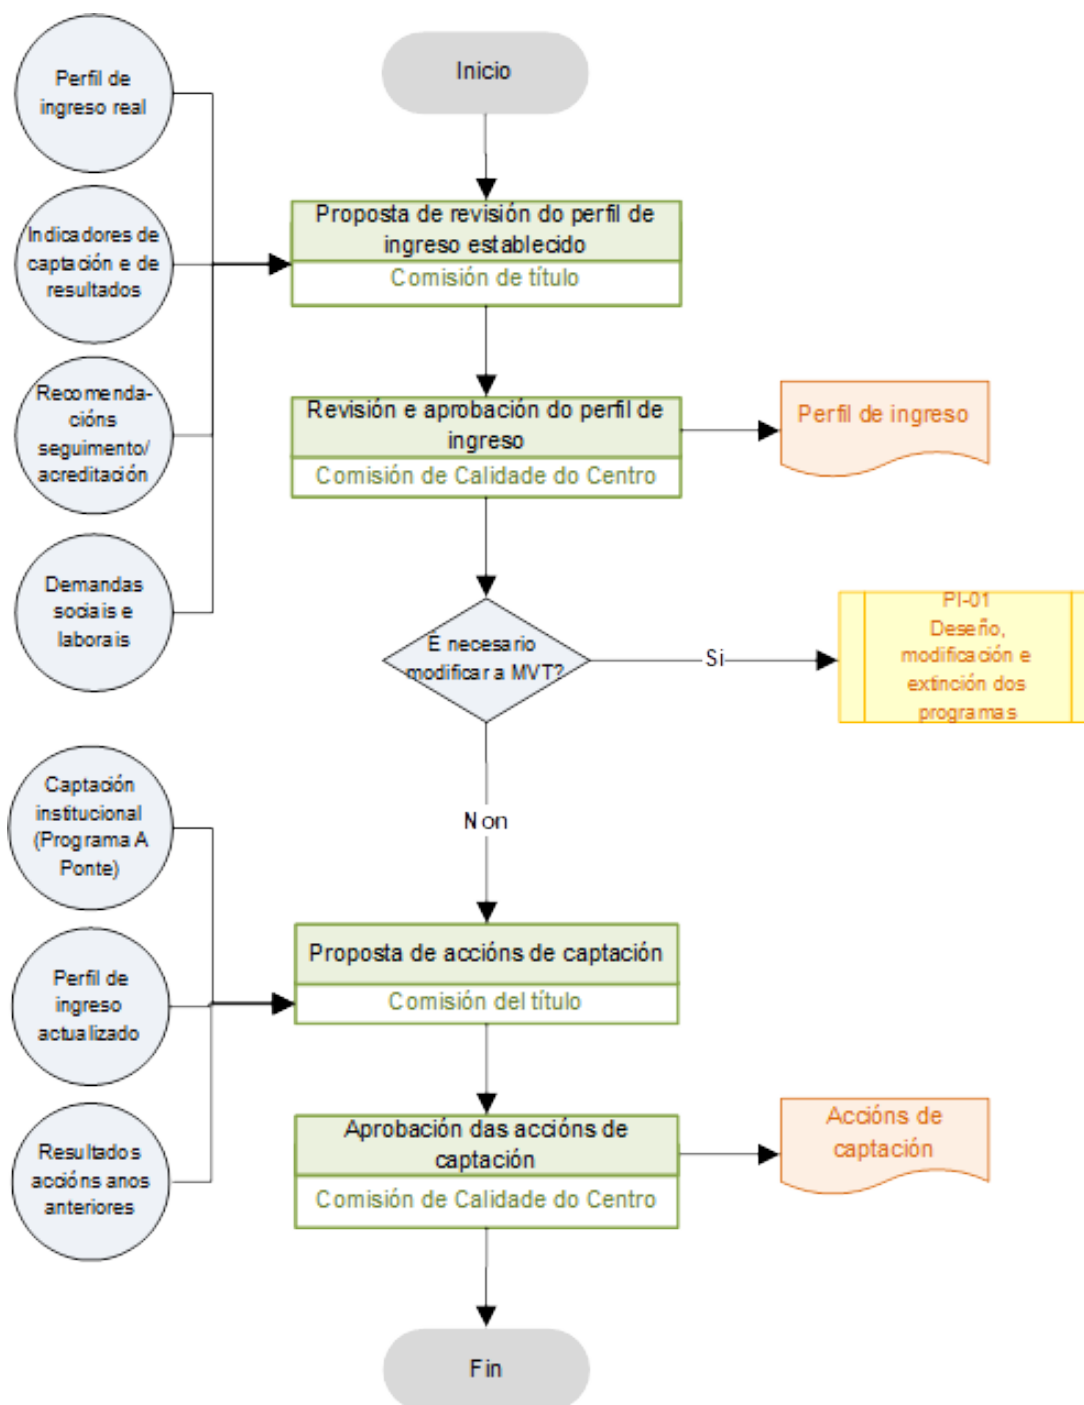 Inicio
Perfil de
ingreso real
Indicadores de
captación e de
resultados
Recomenda-
cións
seguimento/
acreditación
Demandas
sociais e
laborais
Proposta de revisión do perfil de
ingreso establecido
Comisión de título
Revisión e aprobación do perfil de
ingreso
Comisión de Calidade do Centro
Perfil de ingreso
É necesario
modificar a MVT?
Si
PI-01
Deseño,
modificación e
extinción dos
programas
Non
Captación
institucional
(Programa A
Ponte)
Perfil de
ingreso
actualizado
Resultados
accións anos
anteriores
Proposta de accións de captación
Comisión del título
Aprobación das accións de
captación
Comisión de Calidade do Centro
Accións de
captación
Fin